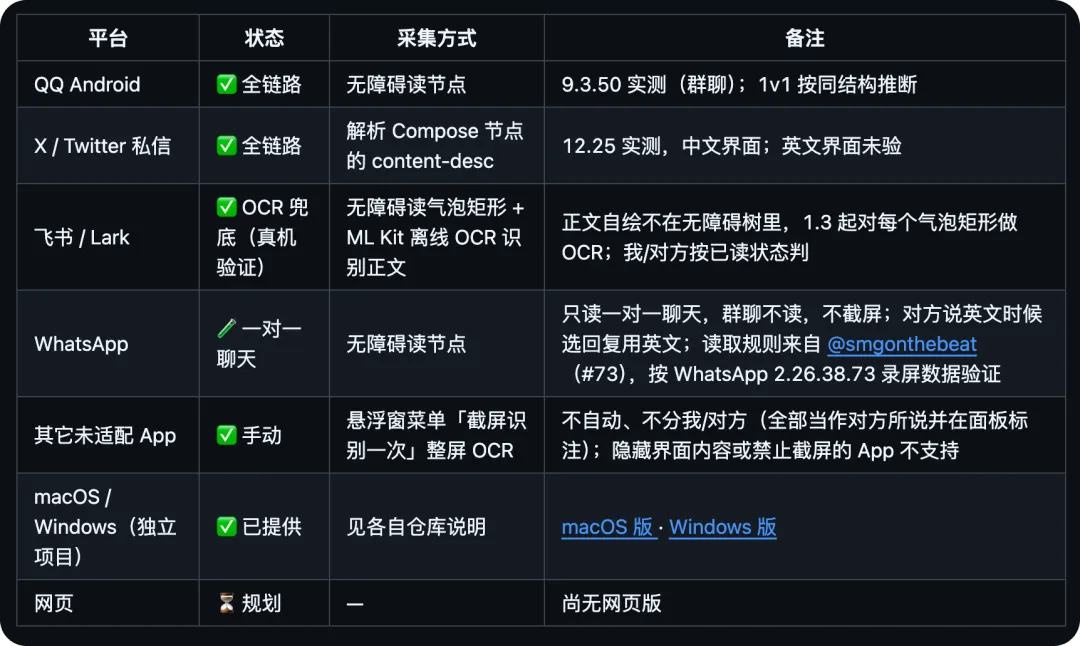 平台 状态 采集方式 备注
QQ Android ✅ 全链路 无障碍读节点 9.3.50 实测（群聊）；1v1 按同结构推断
X / Twitter 私信 ✅ 全链路 解析 Compose 节点
的 content-desc 12.25 实测，中文界面；英文界面未验
飞书 / Lark ✅ OCR 兜
底（真机
验证） 无障碍读气泡矩形 +
ML Kit 离线 OCR 识
别正文 正文自绘不在无障碍树里，1.3 起对每个气泡矩形做
OCR；我/对方按已读状态判
WhatsApp 🧪 一对一
聊天 无障碍读节点 只读一对一聊天，群聊不读，不截屏；对方说英文时候
选回复用英文；读取规则来自 @smgonthebeat
（#73），按 WhatsApp 2.26.38.73 录屏数据验证
其它未适配 App ✅ 手动 悬浮窗菜单「截屏识
别一次」整屏 OCR 不自动、不分我/对方（全部当作对方所说并在面板标
注）；隐藏界面内容或禁止截屏的 App 不支持
macOS /
Windows（独立
项目） ✅ 已提供 见各自仓库说明 macOS 版 · Windows 版
网页 ⏳ 规划 — 尚无网页版